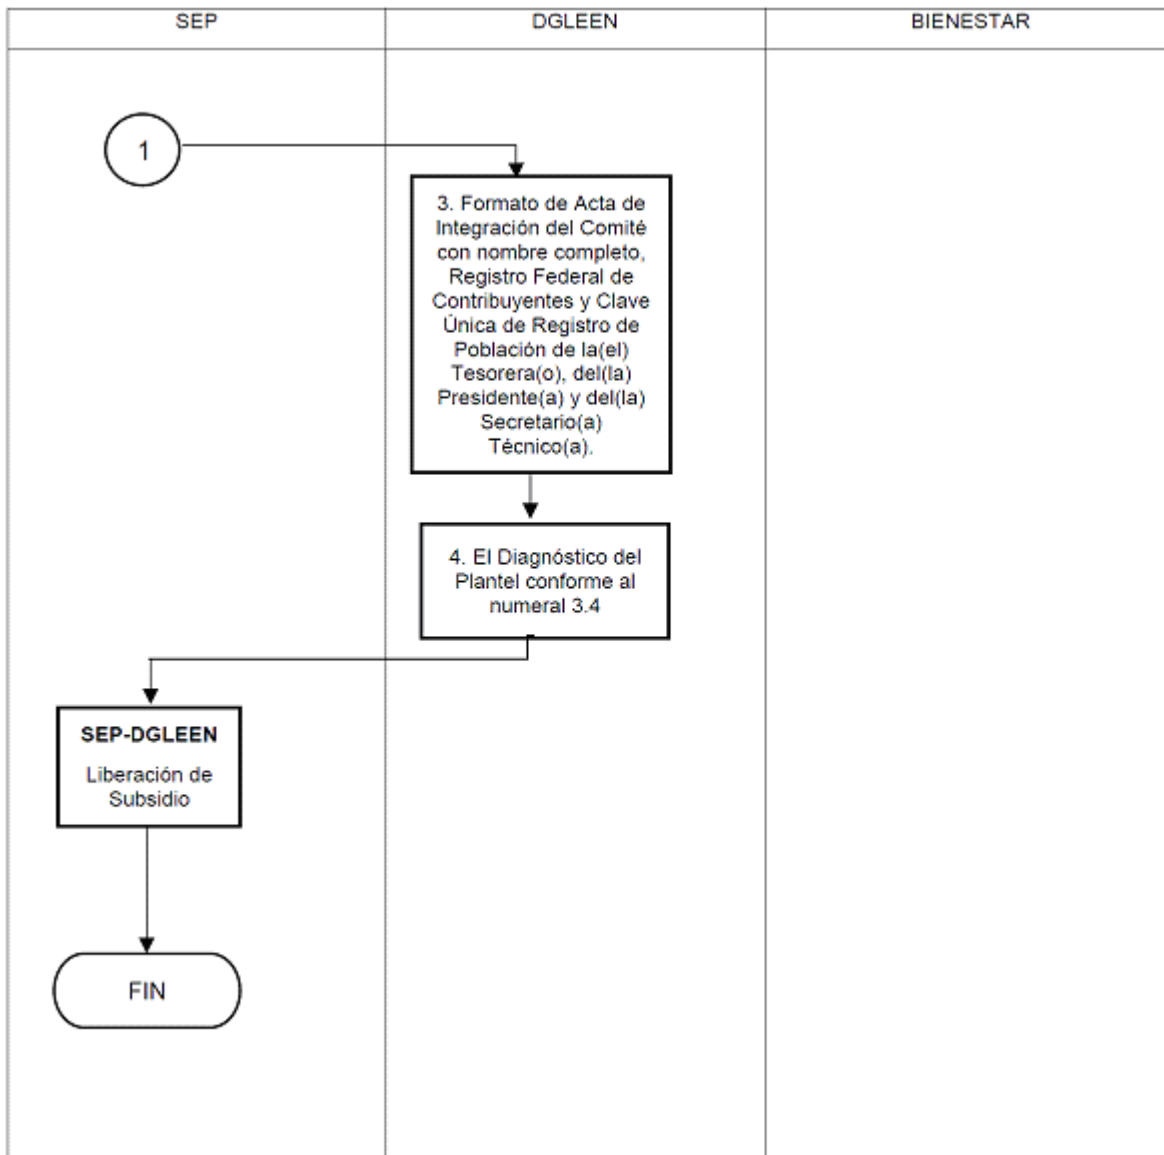 SEP
DGLEEN
BIENESTAR
1
3. Formato de Acta de
Integración del Comité
con nombre completo,
Registro Federal de
Contribuyentes y Clave
Única de Registro de
Población de la(el)
Tesorera(o), del(la)
Presidente(a) y del(la)
Secretario(a)
Técnico(a).
4. El Diagnóstico del
Plantel conforme al
numeral 3.4
SEP-DGLEEN
Liberación de
Subsidio
FIN